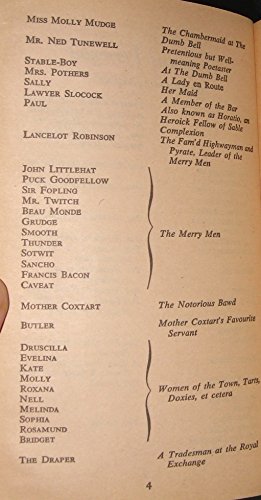 MISS MOLLY MUDGE The Chambermaid at The
Dumb Bell
MR. NED TUNEWELL Pretentious but Well-
meaning Poetaster
STABLE-BOY At The Dumb Bell
MRS. POTHERS A Lady en Route
SALLY Her Maid
LAWYER SLOCOCK A Member of the Bar
PAUL Also known as Horatio, an
Heroick Fellow of Sable
Complexion
LANCELOT ROBINSON The Fam'd Highwayman and
Pyrate, Leader of the
Merry Men
JOHN LITTLEHAT
PUCK GOODFELLOW
SIR FOPLING
MR. TWITCH
BEAU MONDE
GRUDGE
SMOOTH The Merry Men
THUNDER
SOTWIT
SANCHO
FRANCIS BACON
CAVEAT
MOTHER COXTART The Notorious Bawd
BUTLER Mother Coxtart's Favourite
Servant
DRUSCILLA
EVELINA
KATE
MOLLY
ROXANA Women of the Town, Tarts,
NELL Doxies, et cetera
MELINDA
SOPHIA
ROSAMUND
BRIDGET
THE DRAPER A Tradesman at the Royal
Exchange
4